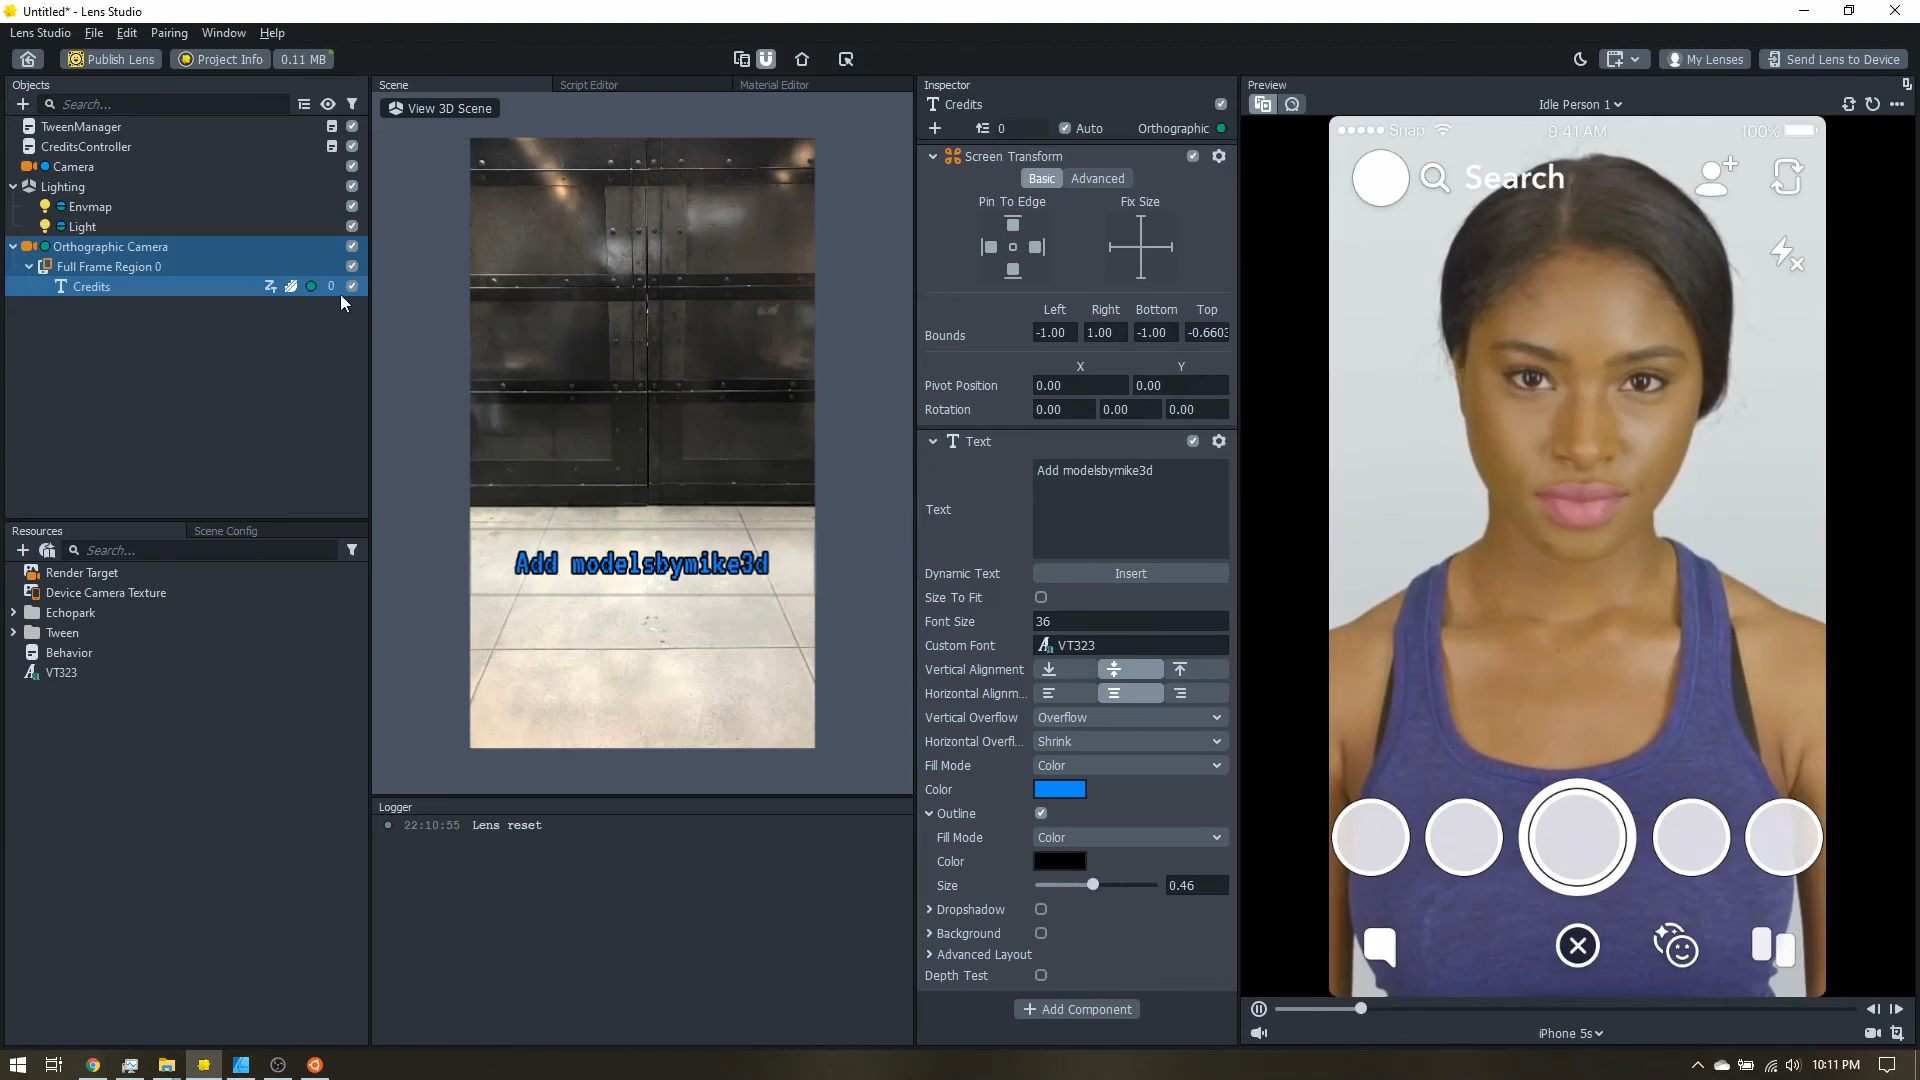 Untitled* - Lens Studio
Lens Studio File Edit Pairing Window Help
Publish Lens Project Info 0.11 MB My Lenses Send Lens to Device
Objects
Search...
TweenManager
CreditsController
Camera
Lighting
Envmap
Light
Orthographic Camera
Full Frame Region 0
Credits 0
Resources Scene Config
Search...
Render Target
Device Camera Texture
Echopark
Tween
Behavior
VT323
Scene Script Editor Material Editor
View 3D Scene
Add modelsbymike3d
Logger
22:10:55 Lens reset
Inspector
Credits
0 Auto Orthographic
Screen Transform
Basic Advanced
Pin To Edge Fix Size
Left Right Bottom Top
Bounds -1.00 1.00 -1.00 -0.6603
X Y
Pivot Position 0.00 0.00
Rotation 0.00 0.00 0.00
Text
Text Add modelsbymike3d
Dynamic Text Insert
Size To Fit
Font Size 36
Custom Font VT323
Vertical Alignment
Horizontal Alignm...
Vertical Overflow Overflow
Horizontal Overfl... Shrink
Fill Mode Color
Color
Outline
Fill Mode Color
Color
Size 0.46
Dropshadow
Background
Advanced Layout
Depth Test
Add Component
Preview
Idle Person 1
Snap 9:41 AM 100%
Search
iPhone 5s
10:11 PM